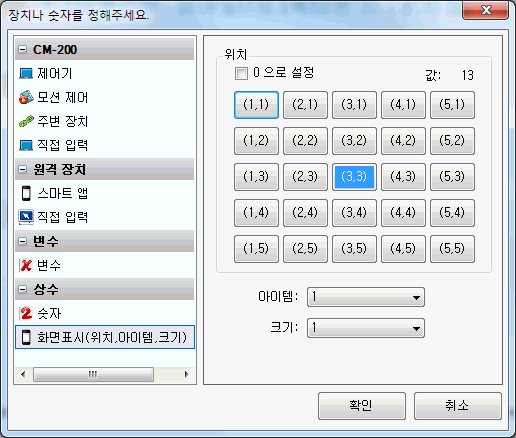 장치나 숫자를 정해주세요.
CM-200
제어기
모션 제어
주변 장치
직접 입력
원격 장치
스마트 앱
직접 입력
변수
변수
상수
숫자
화면표시(위치,아이템,크기)
위치
0 으로 설정 값: 13
(1,1) (2,1) (3,1) (4,1) (5,1)
(1,2) (2,2) (3,2) (4,2) (5,2)
(1,3) (2,3) (3,3) (4,3) (5,3)
(1,4) (2,4) (3,4) (4,4) (5,4)
(1,5) (2,5) (3,5) (4,5) (5,5)
아이템: 1
크기: 1
확인 취소